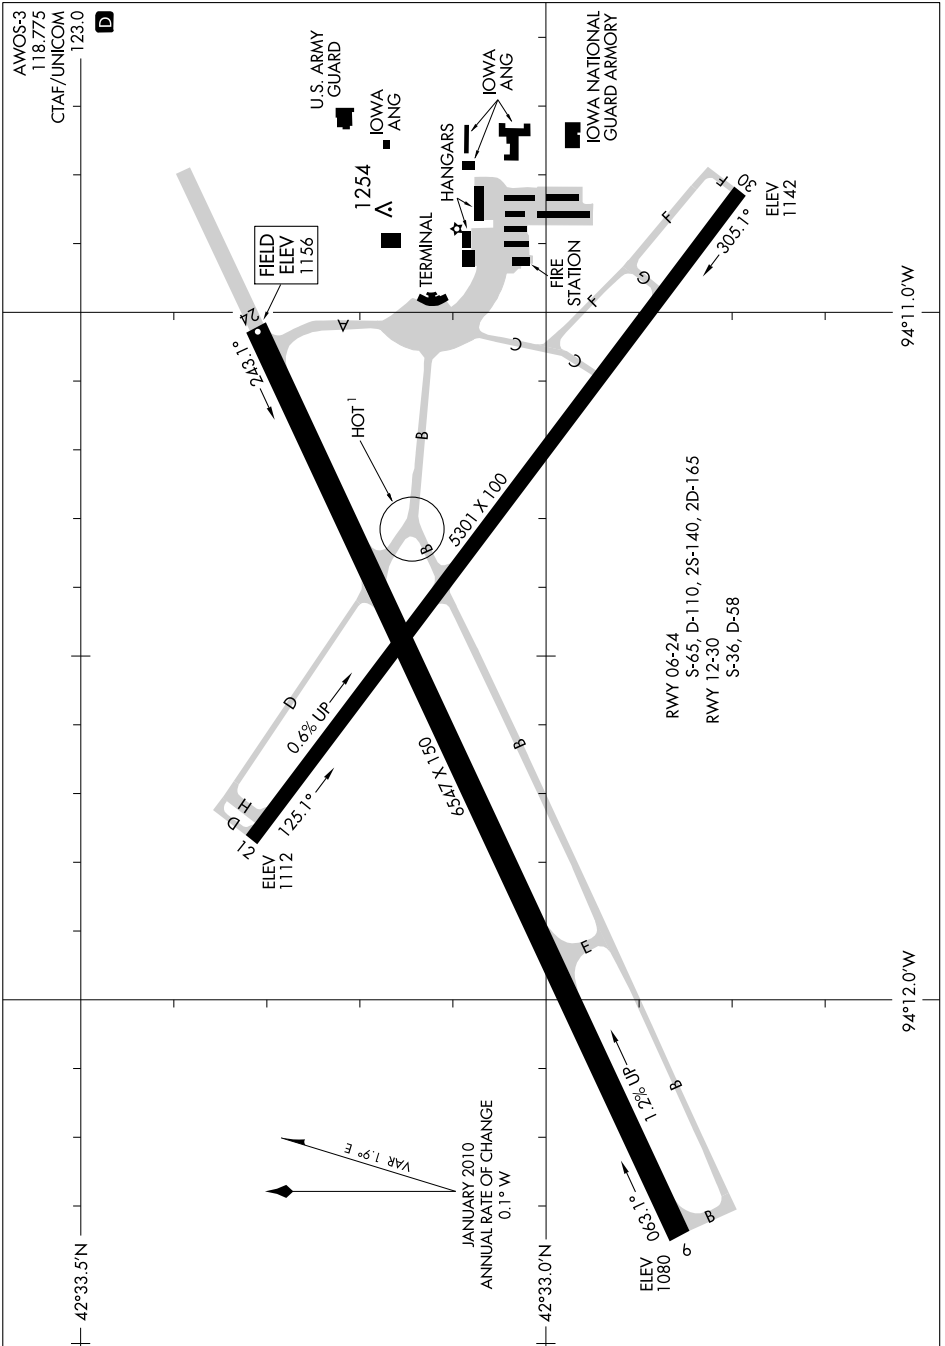 AWOS-3
118.775
CTAF/UNICOM
123.0
D
U.S. ARMY
GUARD
IOWA
ANG
1254
HANGARS
IOWA
ANG
IOWA NATIONAL
GUARD ARMORY
TERMINAL
FIRE
STATION
FIELD
ELEV
1156
24
243.1°
A
HOT 1
B
B
C
C
F
G
F
F
30
ELEV
1142
305.1°
94°11.0'W
5301 X 100
D
0.6% UP
125.1°
D
H
12
ELEV
1112
RWY 06-24
S-65, D-110, 2S-140, 2D-165
RWY 12-30
S-36, D-58
6547 X 150
B
E
94°12.0'W
1.2% UP
B
063.1°
B
6
ELEV
1080
VAR 1.9° E
JANUARY 2010
ANNUAL RATE OF CHANGE
0.1° W
42°33.5'N
42°33.0'N